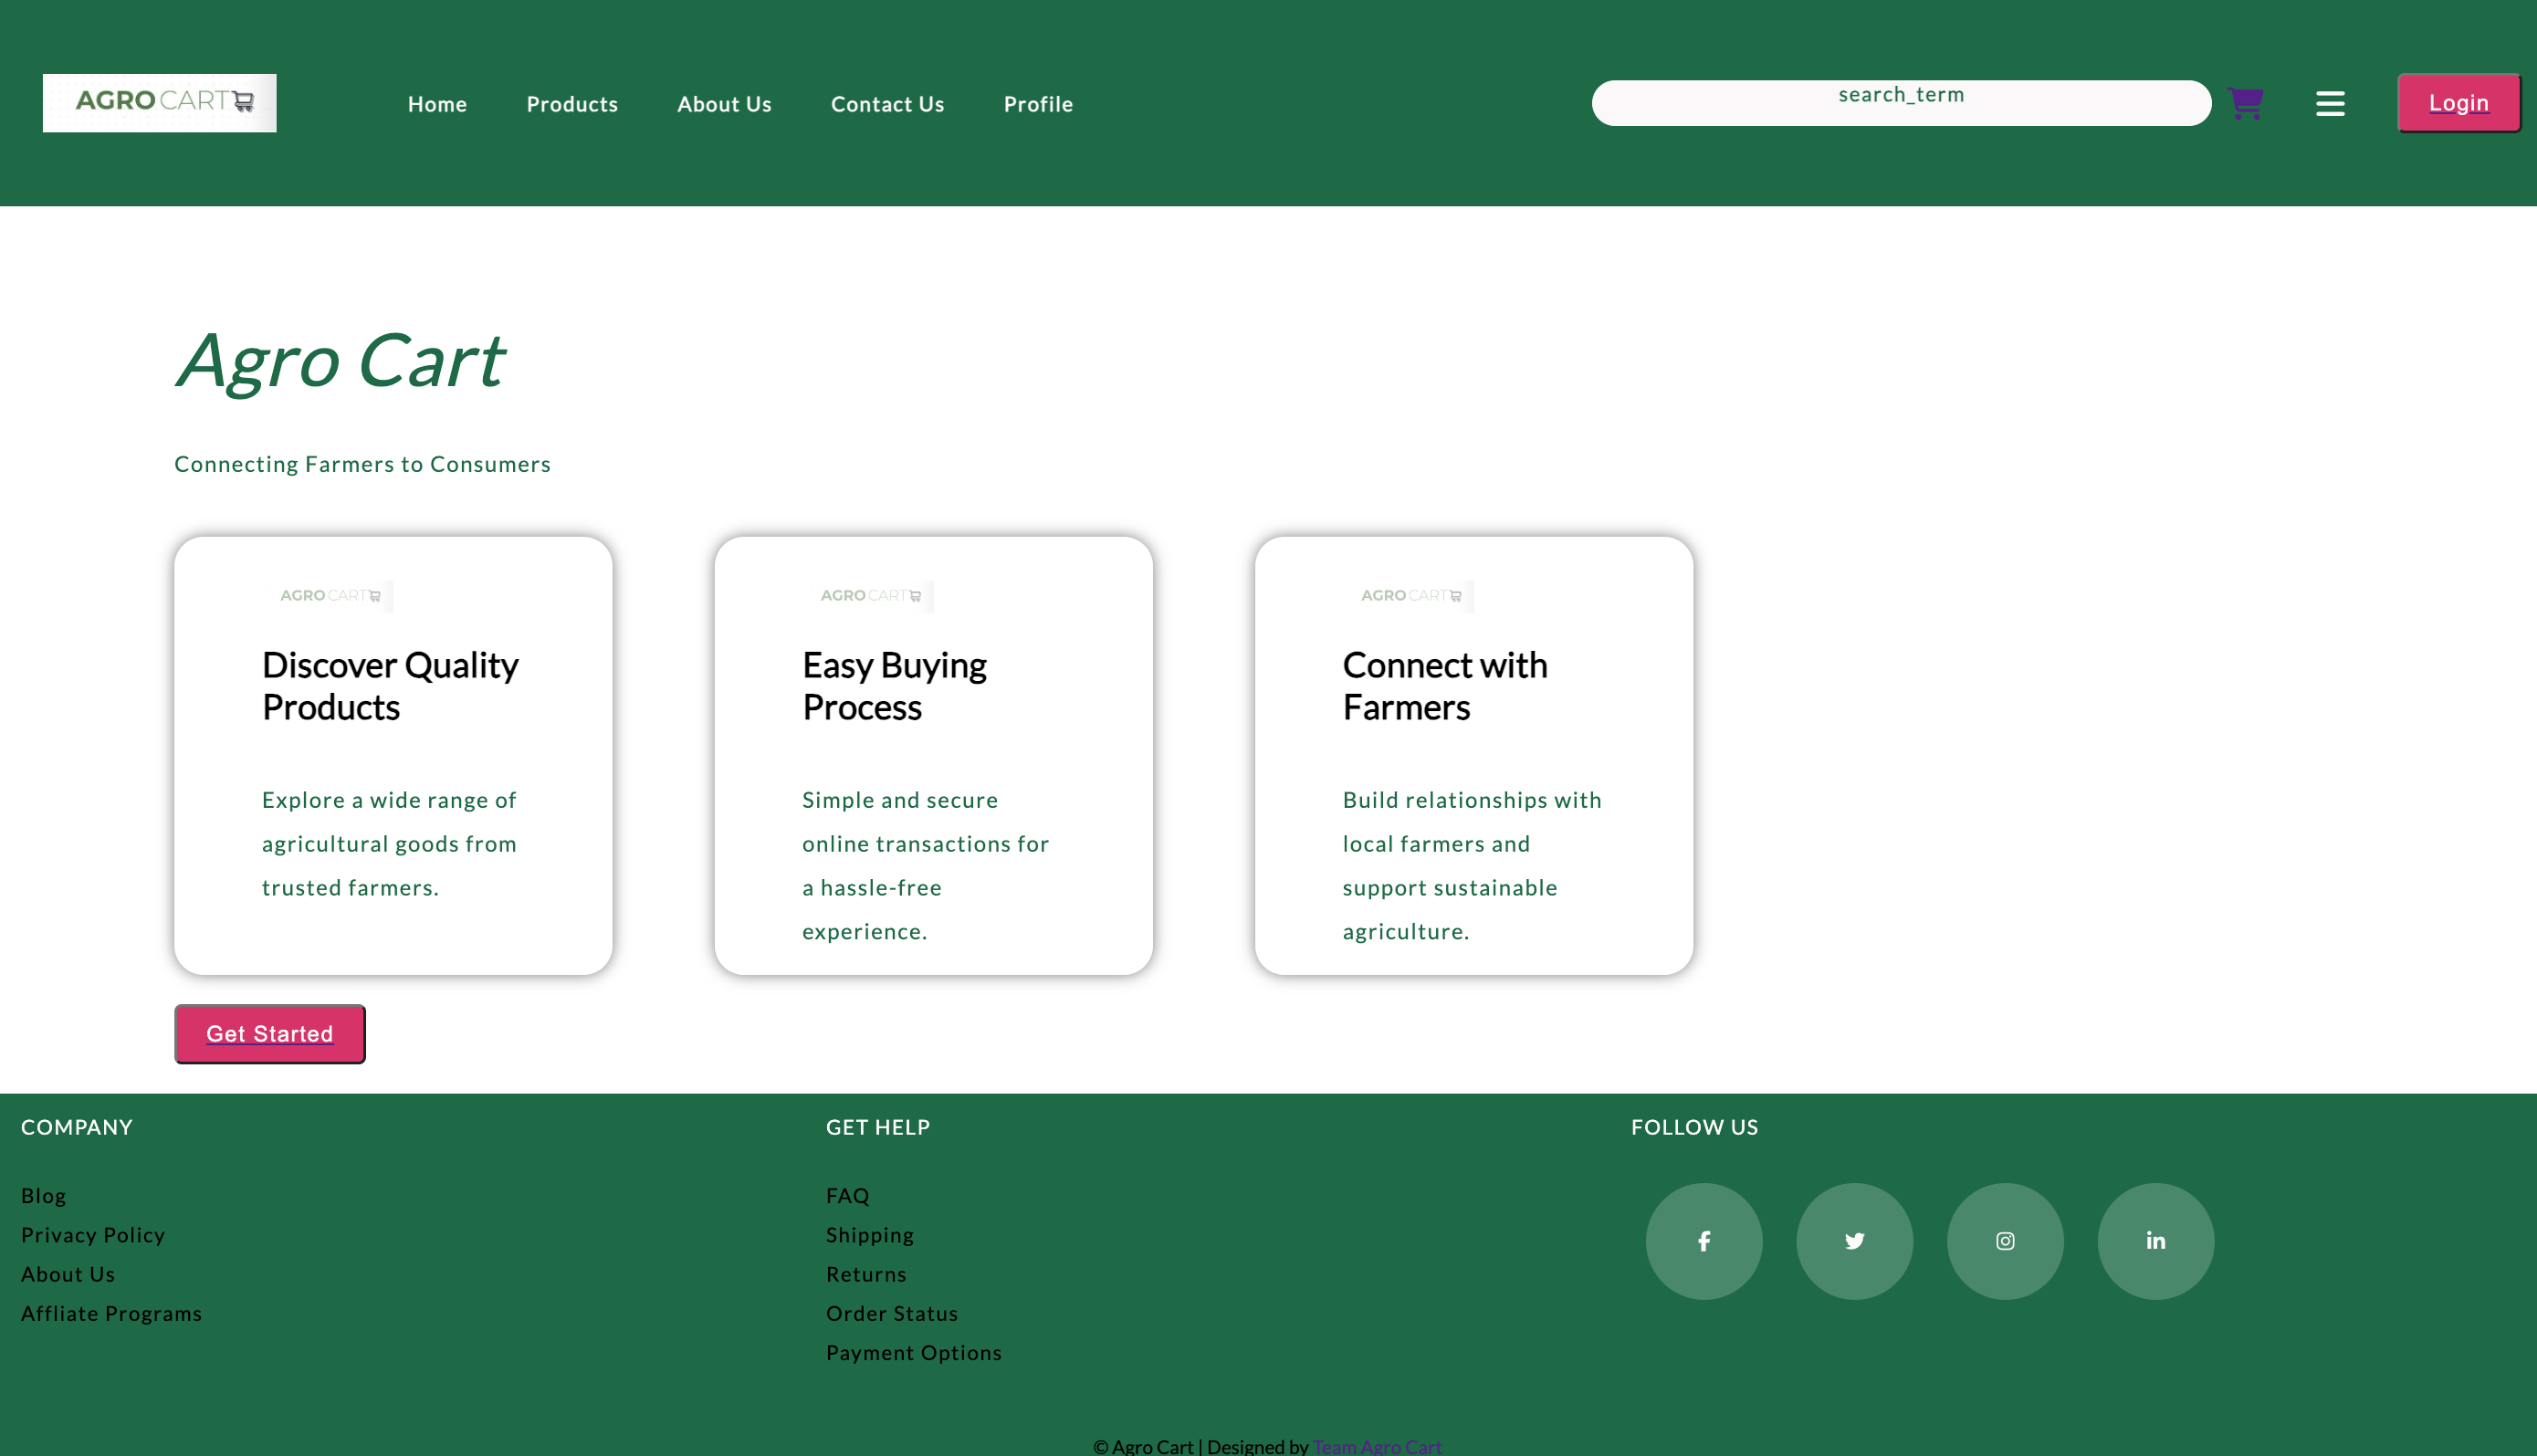 AGRO CART
Home Products About Us Contact Us Profile
search_term
Login
Agro Cart
Connecting Farmers to Consumers
AGRO CART
Discover Quality
Products
Explore a wide range of
agricultural goods from
trusted farmers.
AGRO CART
Easy Buying
Process
Simple and secure
online transactions for
a hassle-free
experience.
AGRO CART
Connect with
Farmers
Build relationships with
local farmers and
support sustainable
agriculture.
Get Started
COMPANY
Blog
Privacy Policy
About Us
Affliate Programs
GET HELP
FAQ
Shipping
Returns
Order Status
Payment Options
FOLLOW US
© Agro Cart | Designed by Team Agro Cart